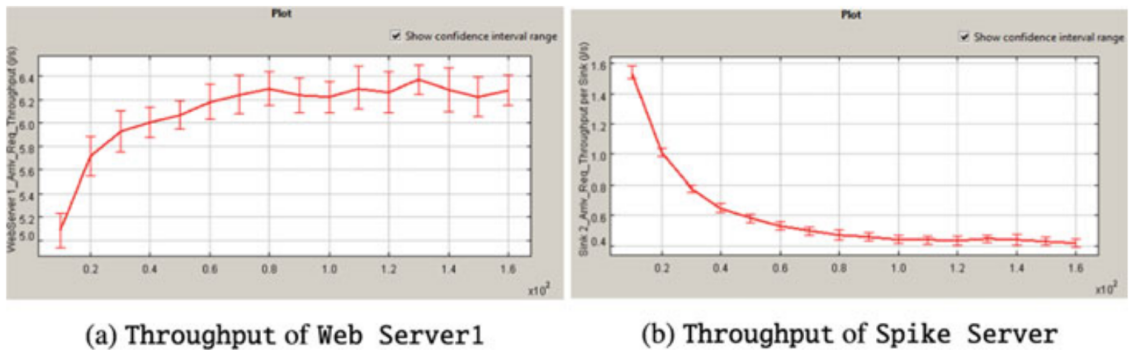 Plot
Show confidence interval range
WebServer 1_Arriv_Req_Throughput (j/s)
6.4
6.2
6.0
5.8
5.6
5.4
5.2
5.0
0.2 0.4 0.6 0.8 1.0 1.2 1.4 1.6
x10²
(a) Throughput of Web Server1
Plot
Show confidence interval range
Sink 2_Arriv_Req_Throughput per Sink (j/s)
1.6
1.4
1.2
1.0
0.8
0.6
0.4
0.2 0.4 0.6 0.8 1.0 1.2 1.4 1.6
x10²
(b) Throughput of Spike Server